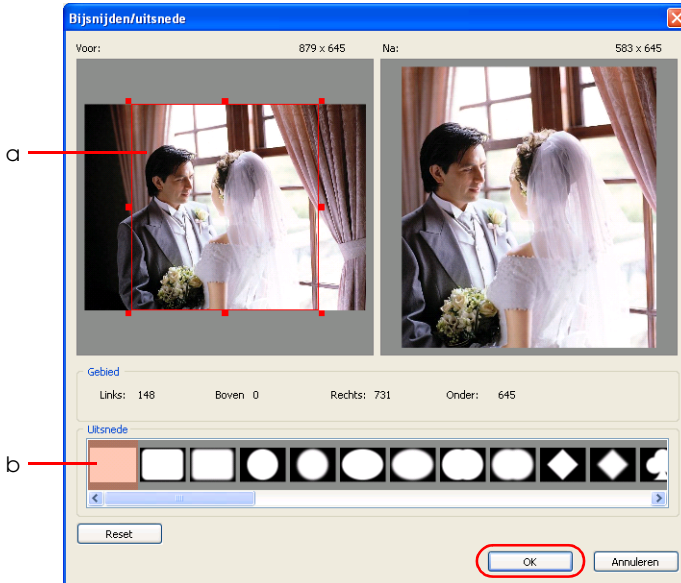 Bijsnijden/uitsnede
Voor: 879 x 645 Na: 583 x 645
a
Gebied
Links: 148 Boven 0 Rechts: 731 Onder: 645
Uitsnede
b
Reset
OK Annuleren